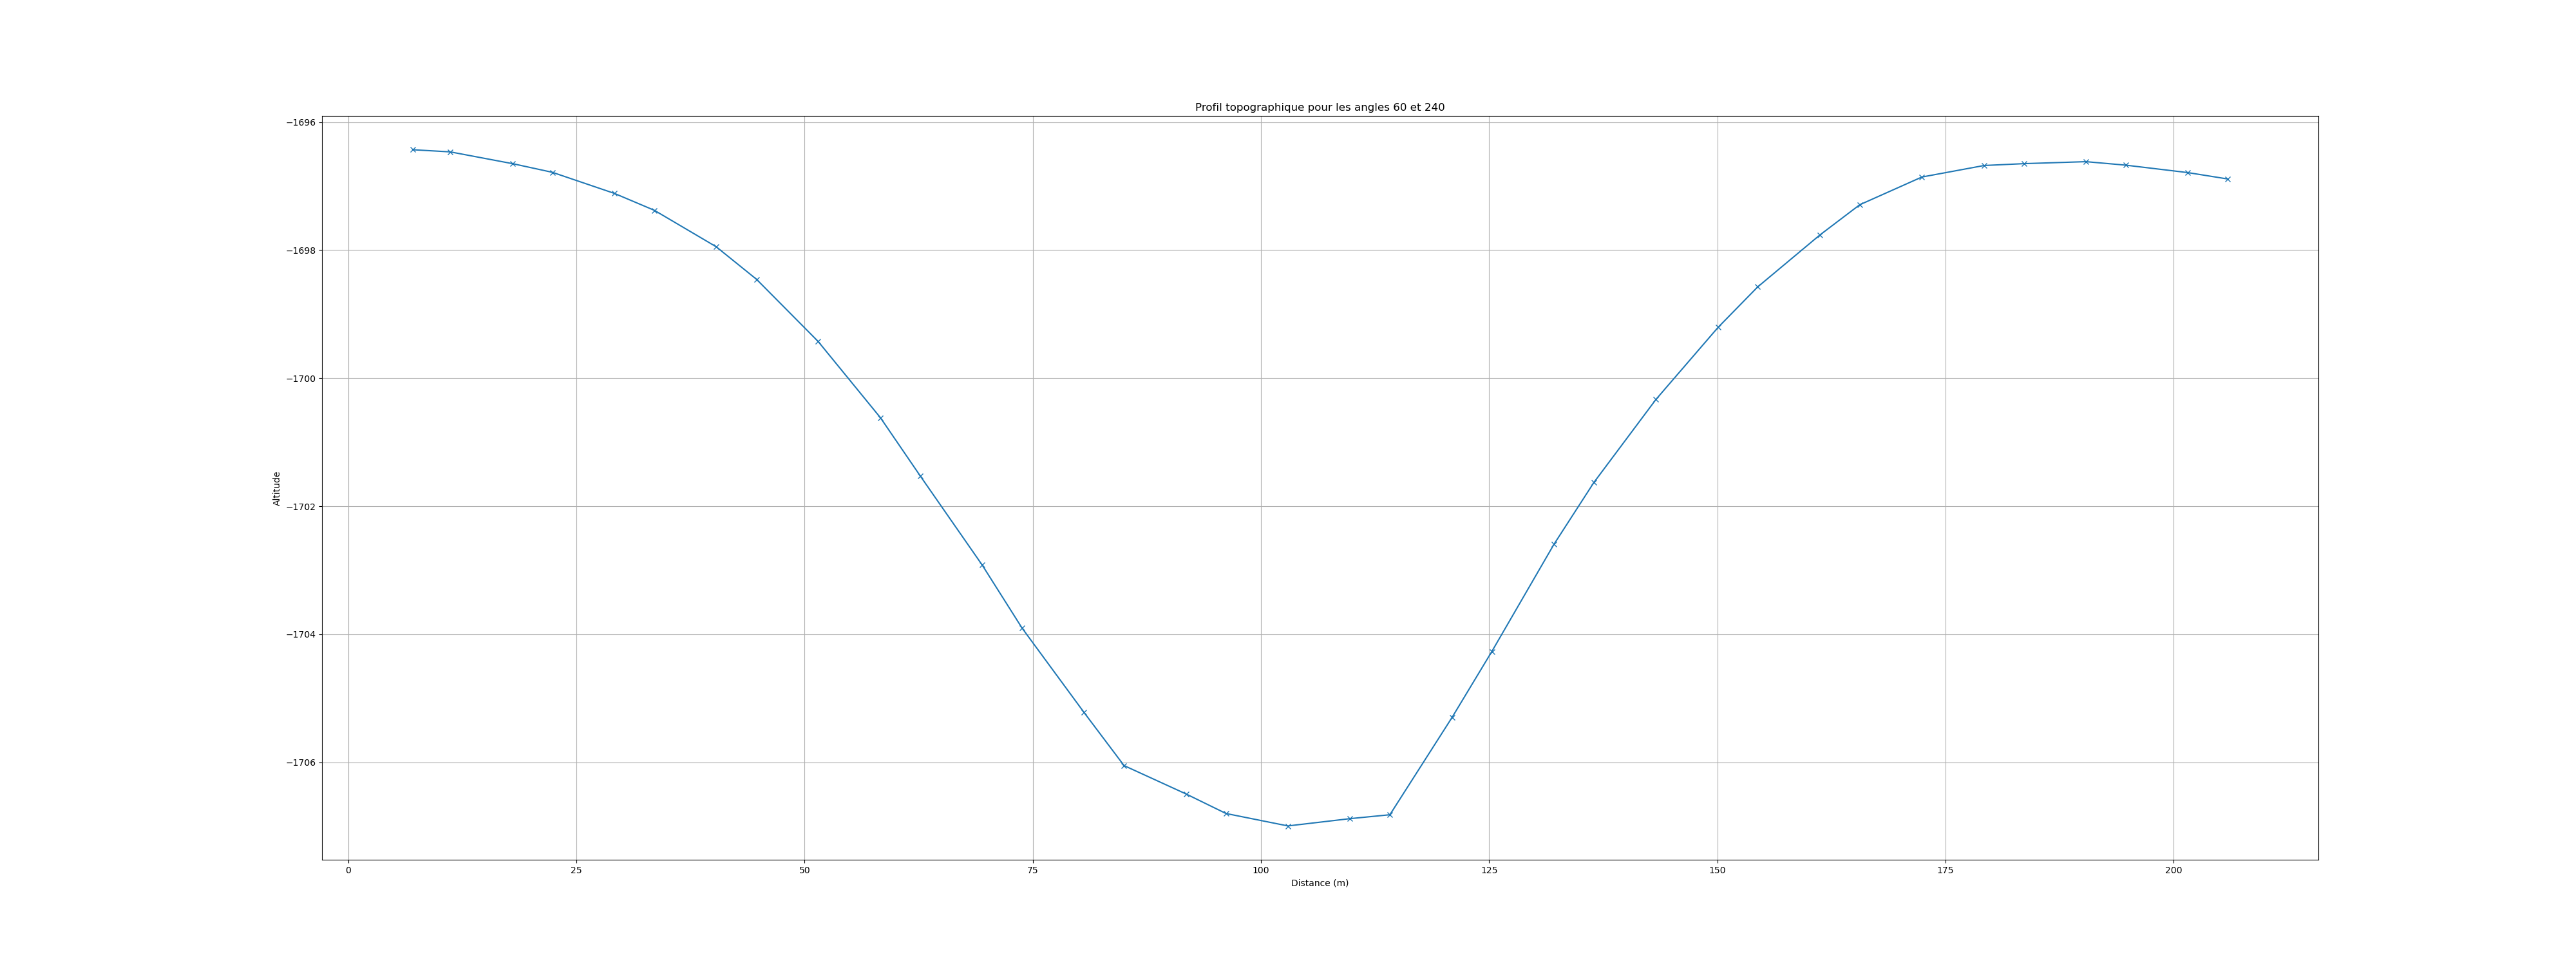 Profil topographique pour les angles 60 et 240
−1696
−1698
−1700
−1702
−1704
−1706
Altitude
0 25 50 75 100 125 150 175 200
Distance (m)